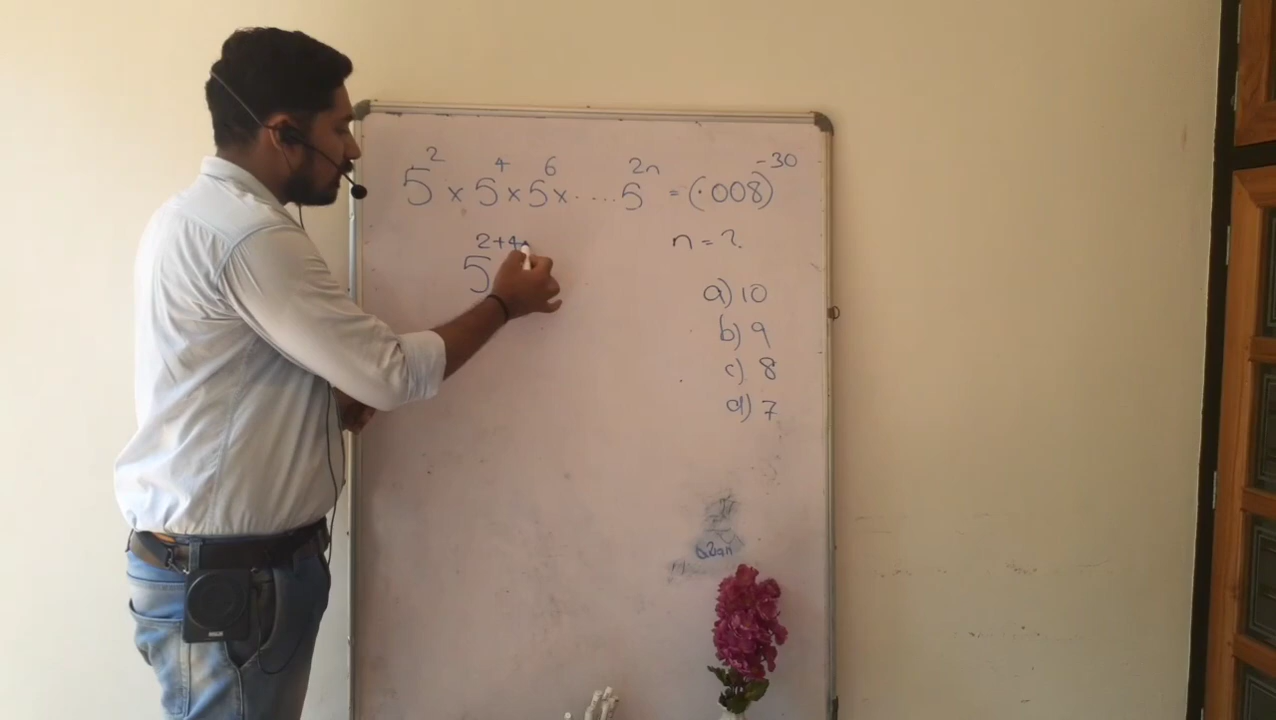 5² × 5⁴ × 5⁶ × ..... 5²ⁿ = (.008)⁻³⁰
5²⁺⁴
n = ?
a) 10
b) 9
c) 8
d) 7